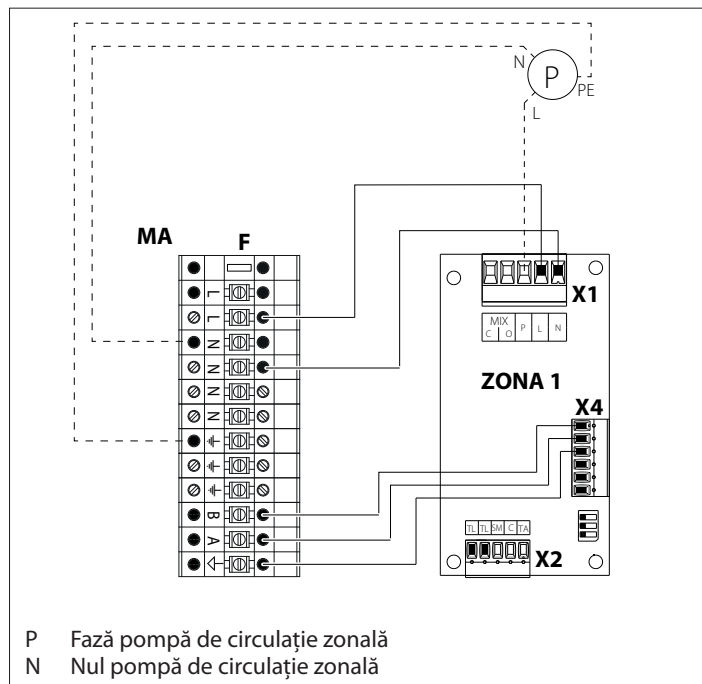 N
P
PE
L
MA
F
L
L
N
N
N
N
B
A
X1
MIX
C O P L N
ZONA 1
X4
TL TL SM C TA
X2
P Fază pompă de circulație zonală
N Nul pompă de circulație zonală